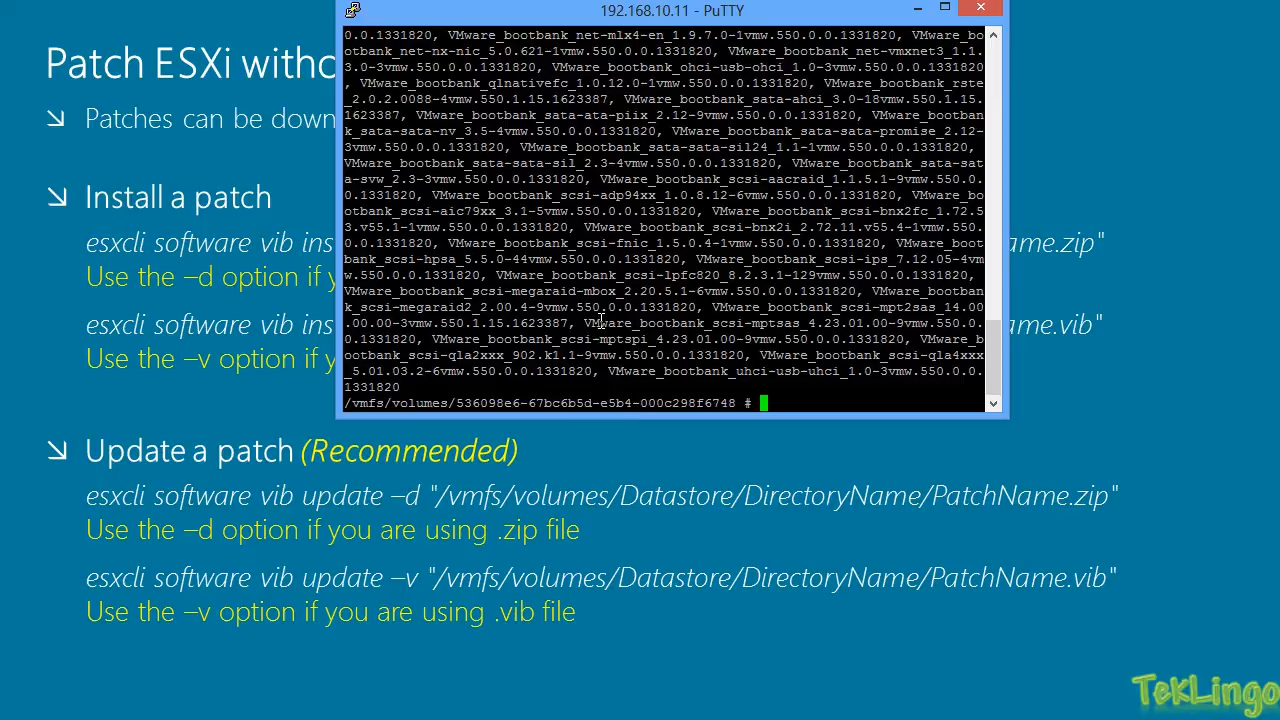 192.168.10.11 - PuTTY
Patch ESXi witho
Patches can be down
Install a patch
esxcli software vib ins
ame.zip"
Use the –d option if y
esxcli software vib ins
ame.vib"
Use the –v option if y
0.0.1331820, VMware_bootbank_net-mlx4-en_1.9.7.0-1vmw.550.0.0.1331820, VMware_bo
otbank_net-nx-nic_5.0.621-1vmw.550.0.0.1331820, VMware_bootbank_net-vmxnet3_1.1.
3.0-3vmw.550.0.0.1331820, VMware_bootbank_ohci-usb-ohci_1.0-3vmw.550.0.0.1331820
, VMware_bootbank_qlnativefc_1.0.12.0-1vmw.550.0.0.1331820, VMware_bootbank_rste
_2.0.2.0088-4vmw.550.1.15.1623387, VMware_bootbank_sata-ahci_3.0-18vmw.550.1.15.
1623387, VMware_bootbank_sata-ata-piix_2.12-9vmw.550.0.0.1331820, VMware_bootban
k_sata-sata-nv_3.5-4vmw.550.0.0.1331820, VMware_bootbank_sata-sata-promise_2.12-
3vmw.550.0.0.1331820, VMware_bootbank_sata-sata-sil24_1.1-1vmw.550.0.0.1331820,
VMware_bootbank_sata-sata-sil_2.3-4vmw.550.0.0.1331820, VMware_bootbank_sata-sat
a-svw_2.3-3vmw.550.0.0.1331820, VMware_bootbank_scsi-aacraid_1.1.5.1-9vmw.550.0.
0.1331820, VMware_bootbank_scsi-adp94xx_1.0.8.12-6vmw.550.0.0.1331820, VMware_bo
otbank_scsi-aic79xx_3.1-5vmw.550.0.0.1331820, VMware_bootbank_scsi-bnx2fc_1.72.5
3.v55.1-1vmw.550.0.0.1331820, VMware_bootbank_scsi-bnx2i_2.72.11.v55.4-1vmw.550.
0.0.1331820, VMware_bootbank_scsi-fnic_1.5.0.4-1vmw.550.0.0.1331820, VMware_boot
bank_scsi-hpsa_5.5.0-44vmw.550.0.0.1331820, VMware_bootbank_scsi-ips_7.12.05-4vm
w.550.0.0.1331820, VMware_bootbank_scsi-lpfc820_8.2.3.1-129vmw.550.0.0.1331820,
VMware_bootbank_scsi-megaraid-mbox_2.20.5.1-6vmw.550.0.0.1331820, VMware_bootban
k_scsi-megaraid2_2.00.4-9vmw.550.0.0.1331820, VMware_bootbank_scsi-mpt2sas_14.00
.00.00-3vmw.550.1.15.1623387, VMware_bootbank_scsi-mptsas_4.23.01.00-9vmw.550.0.
0.1331820, VMware_bootbank_scsi-mptspi_4.23.01.00-9vmw.550.0.0.1331820, VMware_b
ootbank_scsi-qla2xxx_902.k1.1-9vmw.550.0.0.1331820, VMware_bootbank_scsi-qla4xxx
_5.01.03.2-6vmw.550.0.0.1331820, VMware_bootbank_uhci-usb-uhci_1.0-3vmw.550.0.0.
1331820
/vmfs/volumes/536098e6-67bc6b5d-e5b4-000c298f6748 #
Update a patch (Recommended)
esxcli software vib update –d "/vmfs/volumes/Datastore/DirectoryName/PatchName.zip"
Use the –d option if you are using .zip file
esxcli software vib update –v "/vmfs/volumes/Datastore/DirectoryName/PatchName.vib"
Use the –v option if you are using .vib file
TekLingo